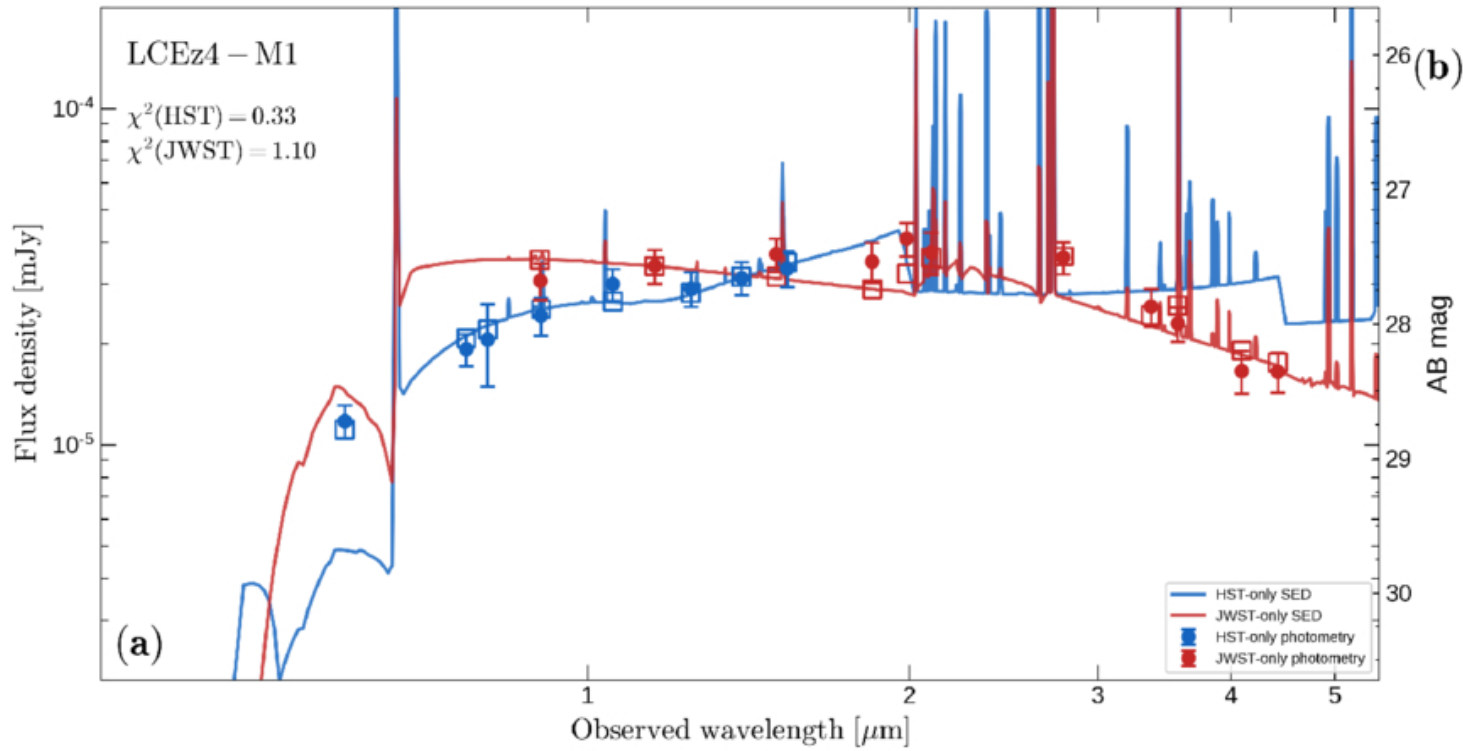 LCEz4 – M1
χ²(HST) = 0.33
χ²(JWST) = 1.10
(a)
(b)
Flux density [mJy]
10⁻⁴
10⁻⁵
1
2
3
4
5
Observed wavelength [μm]
26
27
28
29
30
AB mag
HST-only SED
JWST-only SED
HST-only photometry
JWST-only photometry